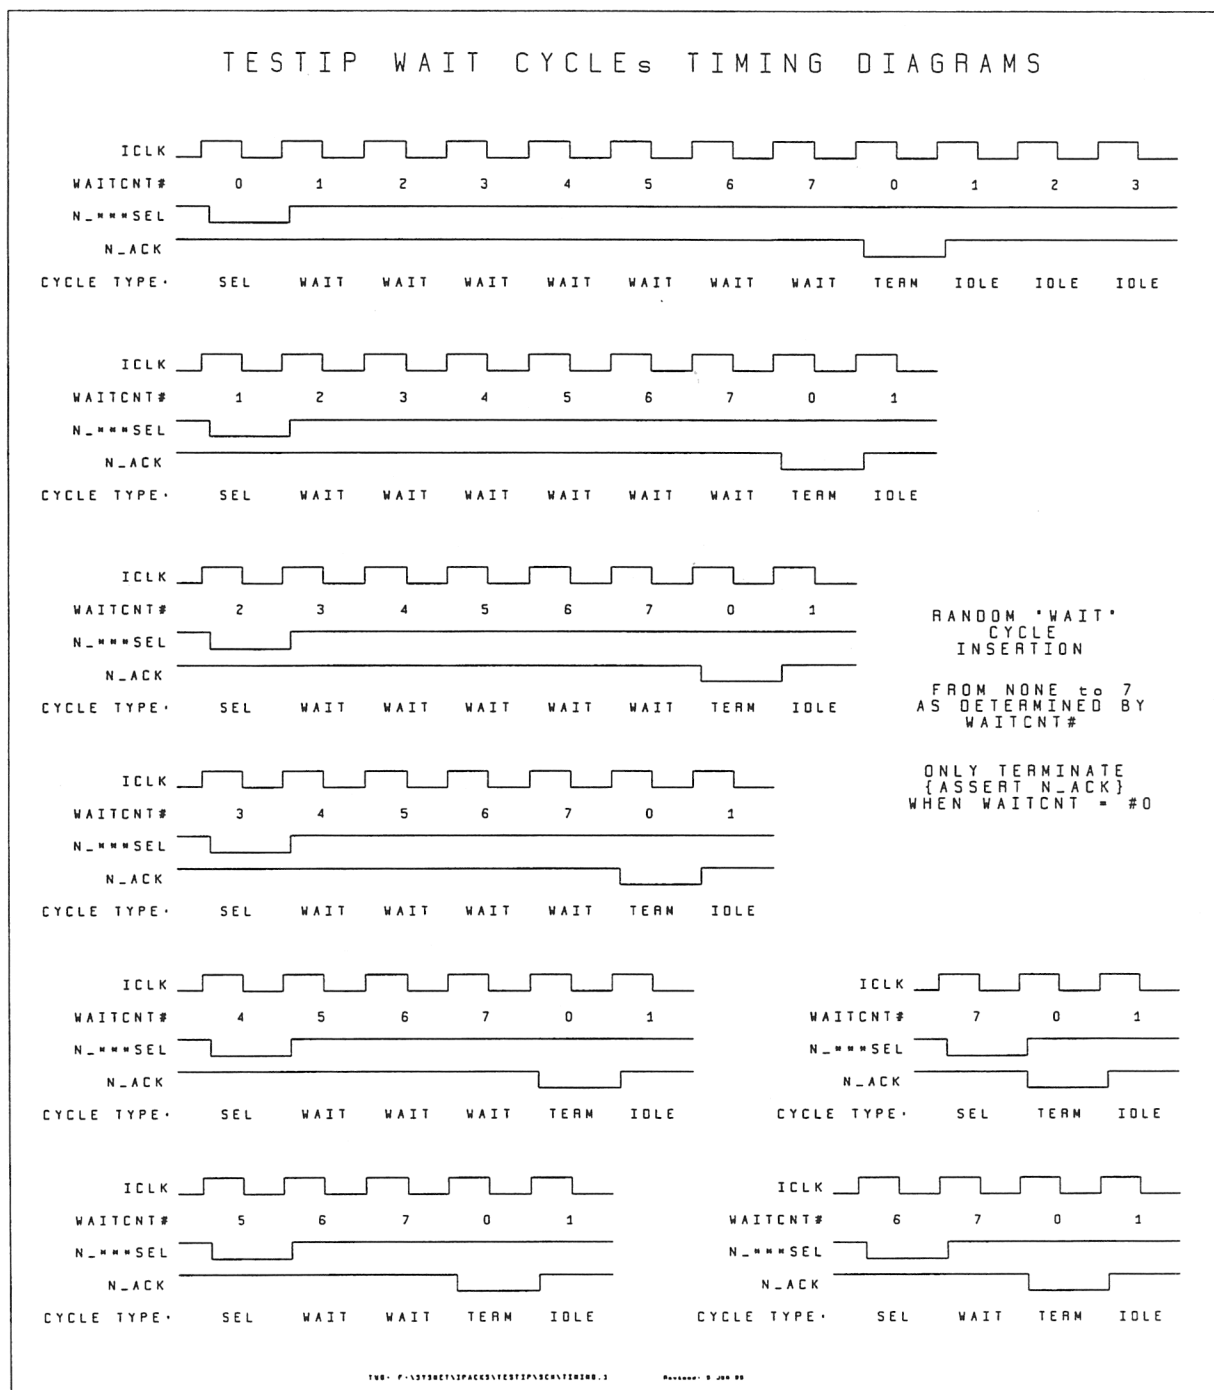 TESTIP WAIT CYCLEs TIMING DIAGRAMS
ICLK
WAITCNT# 0 1 2 3 4 5 6 7 0 1 2 3
N_***SEL
N_ACK
CYCLE TYPE· SEL WAIT WAIT WAIT WAIT WAIT WAIT WAIT TERM IDLE IDLE IDLE
ICLK
WAITCNT# 1 2 3 4 5 6 7 0 1
N_***SEL
N_ACK
CYCLE TYPE· SEL WAIT WAIT WAIT WAIT WAIT WAIT TERM IDLE
ICLK
WAITCNT# 2 3 4 5 6 7 0 1
N_***SEL
N_ACK
CYCLE TYPE· SEL WAIT WAIT WAIT WAIT WAIT TERM IDLE
RANDOM "WAIT"
CYCLE
INSERTION
FROM NONE to 7
AS DETERMINED BY
WAITCNT#
ONLY TERMINATE
{ASSERT N_ACK}
WHEN WAITCNT = #0
ICLK
WAITCNT# 3 4 5 6 7 0 1
N_***SEL
N_ACK
CYCLE TYPE· SEL WAIT WAIT WAIT WAIT TERM IDLE
ICLK
WAITCNT# 4 5 6 7 0 1
N_***SEL
N_ACK
CYCLE TYPE· SEL WAIT WAIT WAIT TERM IDLE
ICLK
WAITCNT# 7 0 1
N_***SEL
N_ACK
CYCLE TYPE· SEL TERM IDLE
ICLK
WAITCNT# 5 6 7 0 1
N_***SEL
N_ACK
CYCLE TYPE· SEL WAIT WAIT TERM IDLE
ICLK
WAITCNT# 6 7 0 1
N_***SEL
N_ACK
CYCLE TYPE· SEL WAIT TERM IDLE